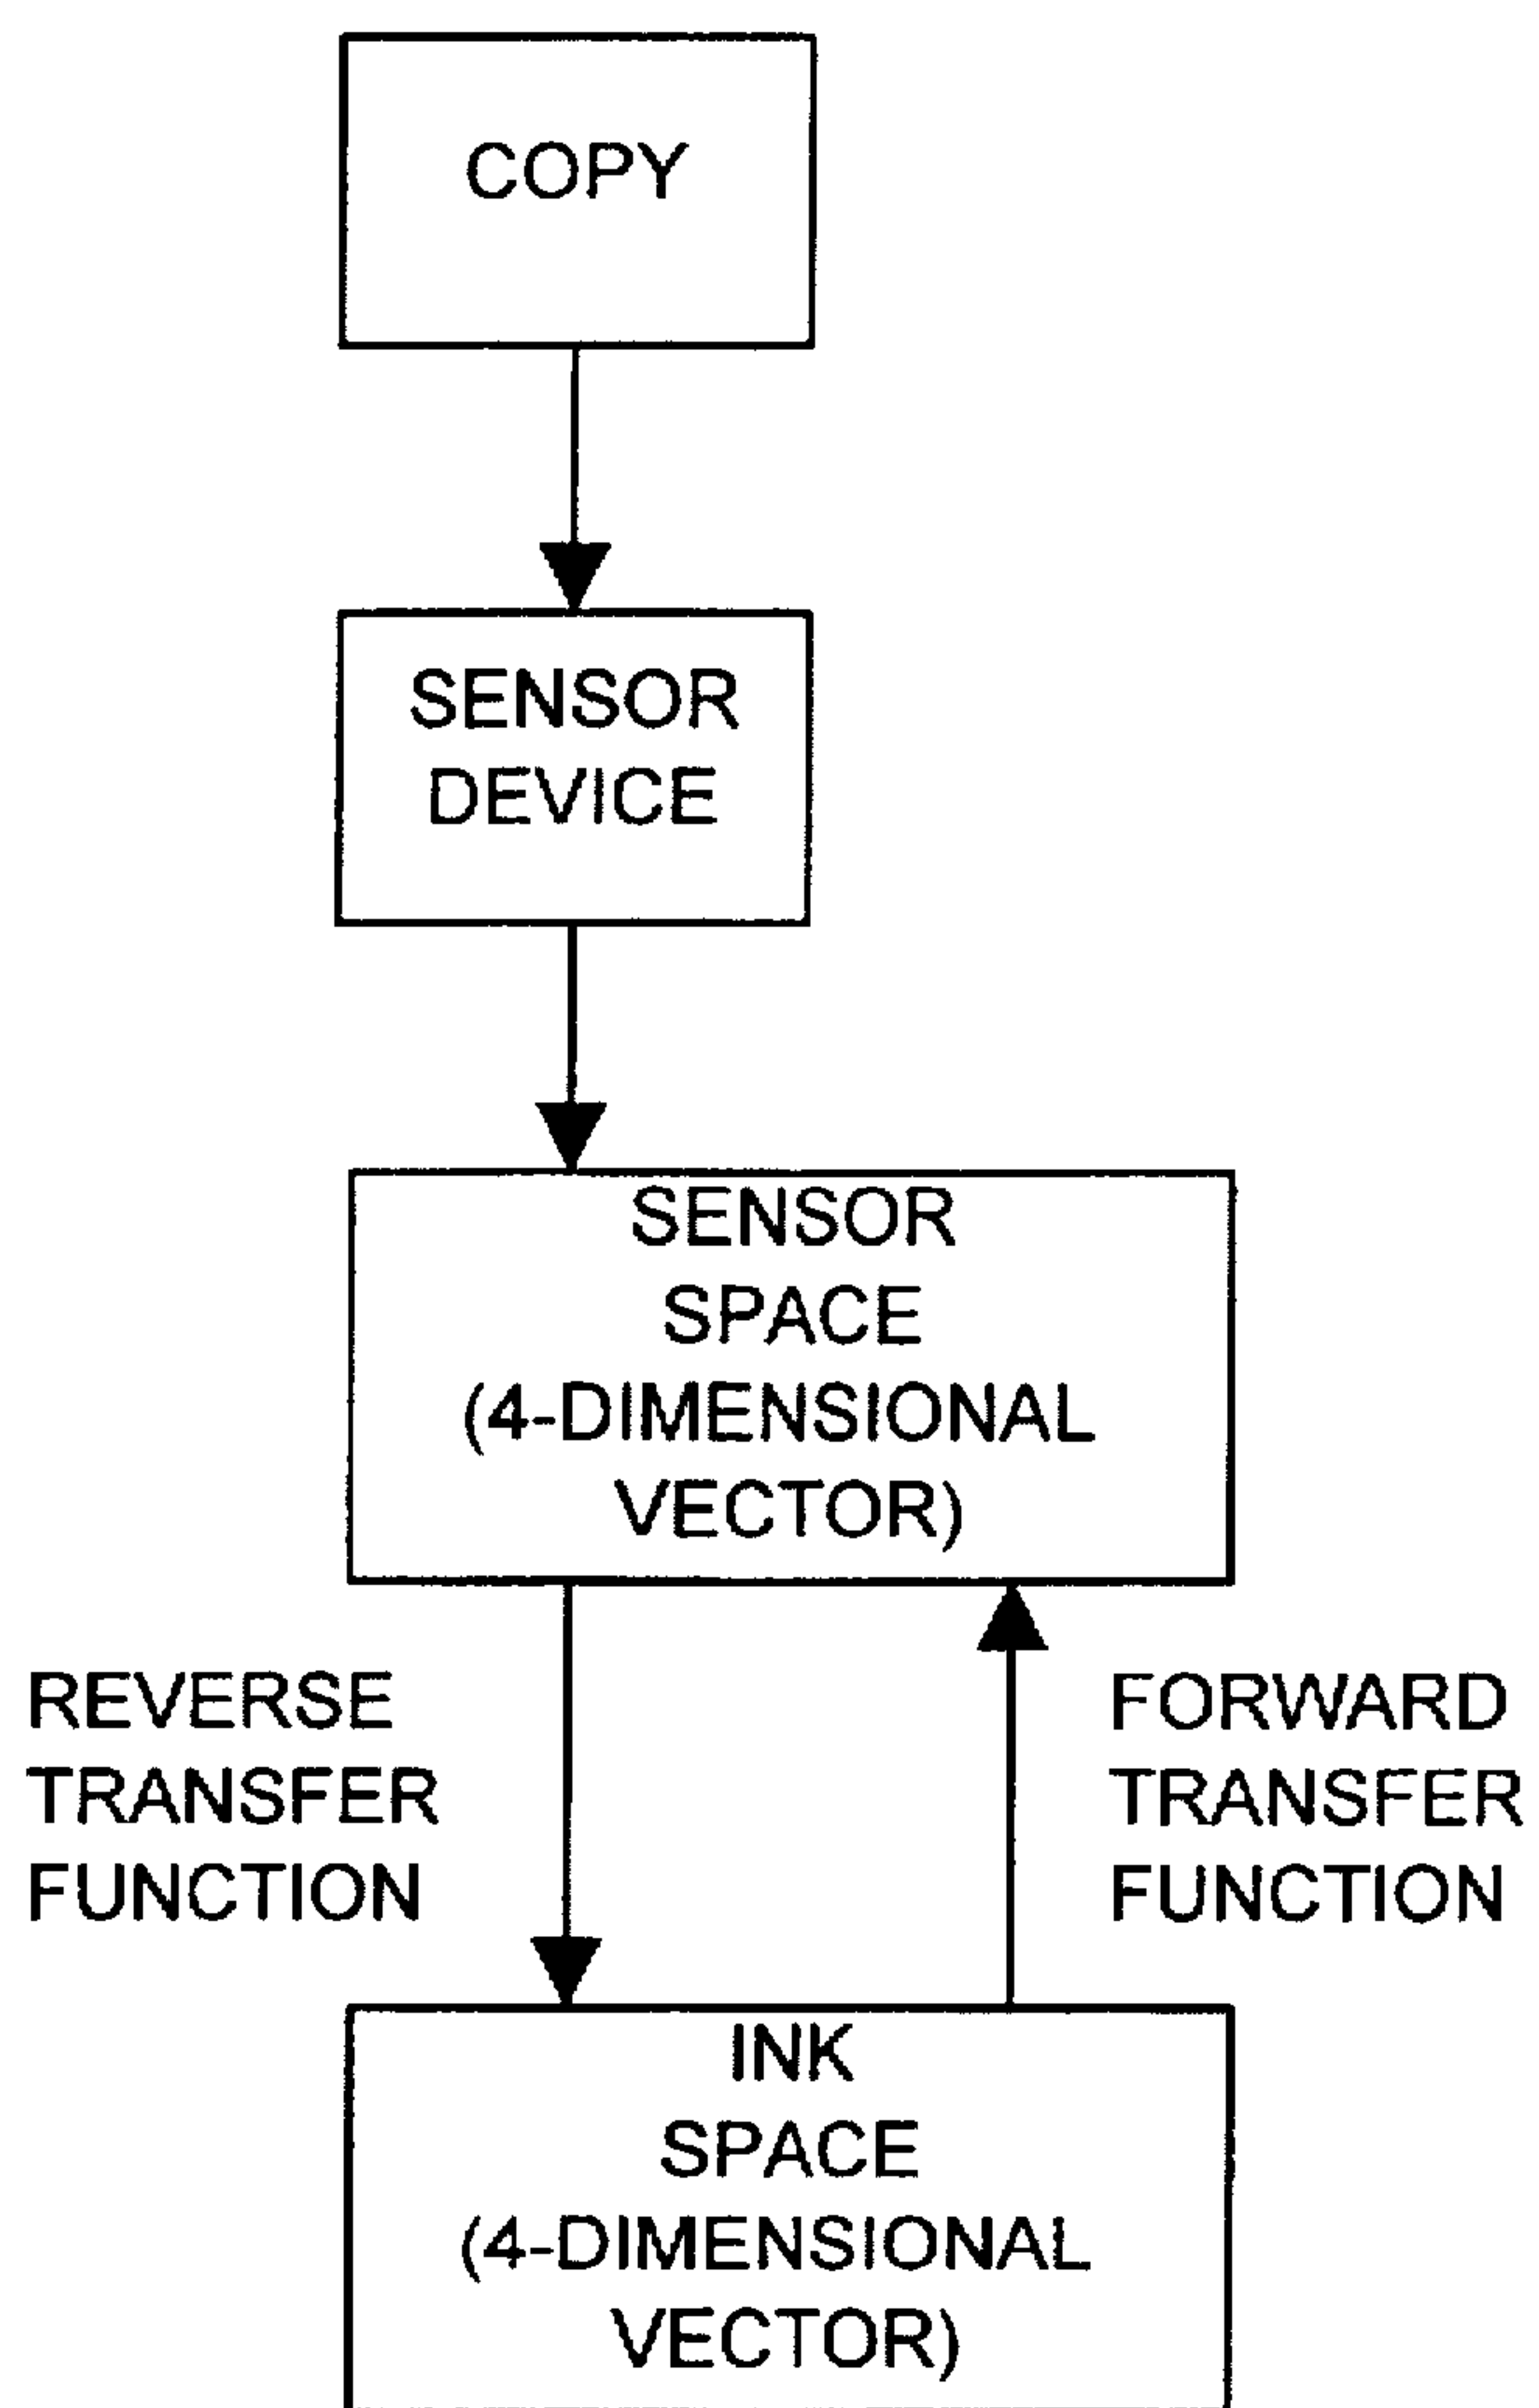 COPY
SENSOR
DEVICE
SENSOR
SPACE
(4-DIMENSIONAL
VECTOR)
REVERSE
TRANSFER
FUNCTION
FORWARD
TRANSFER
FUNCTION
INK
SPACE
(4-DIMENSIONAL
VECTOR)